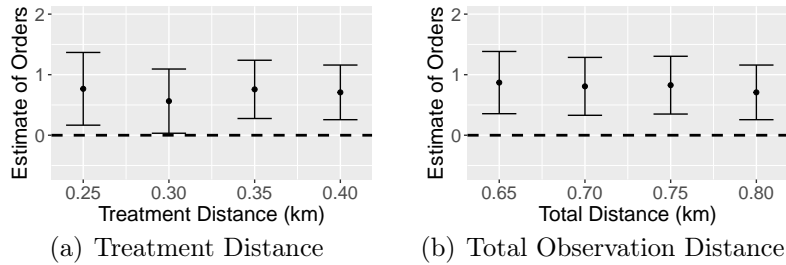 Estimate of Orders
2
1
0
0.25 0.30 0.35 0.40
Treatment Distance (km)
(a) Treatment Distance
Estimate of Orders
2
1
0
0.65 0.70 0.75 0.80
Total Distance (km)
(b) Total Observation Distance